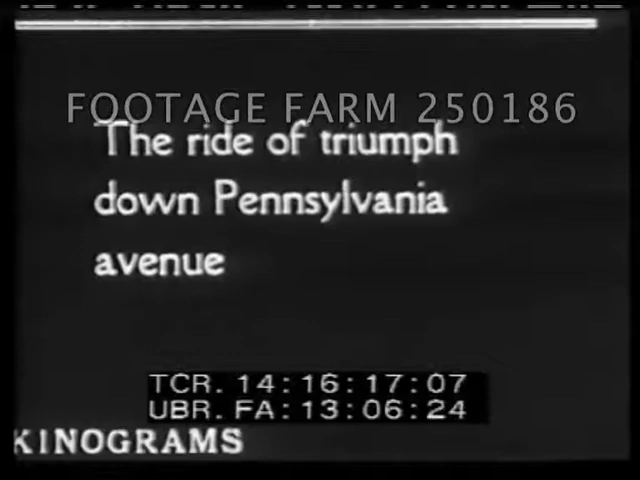 FOOTAGE FARM 250186
The ride of triumph
down Pennsylvania
avenue
TCR. 14:16:17:07
UBR. FA:13:06:24
KINOGRAMS